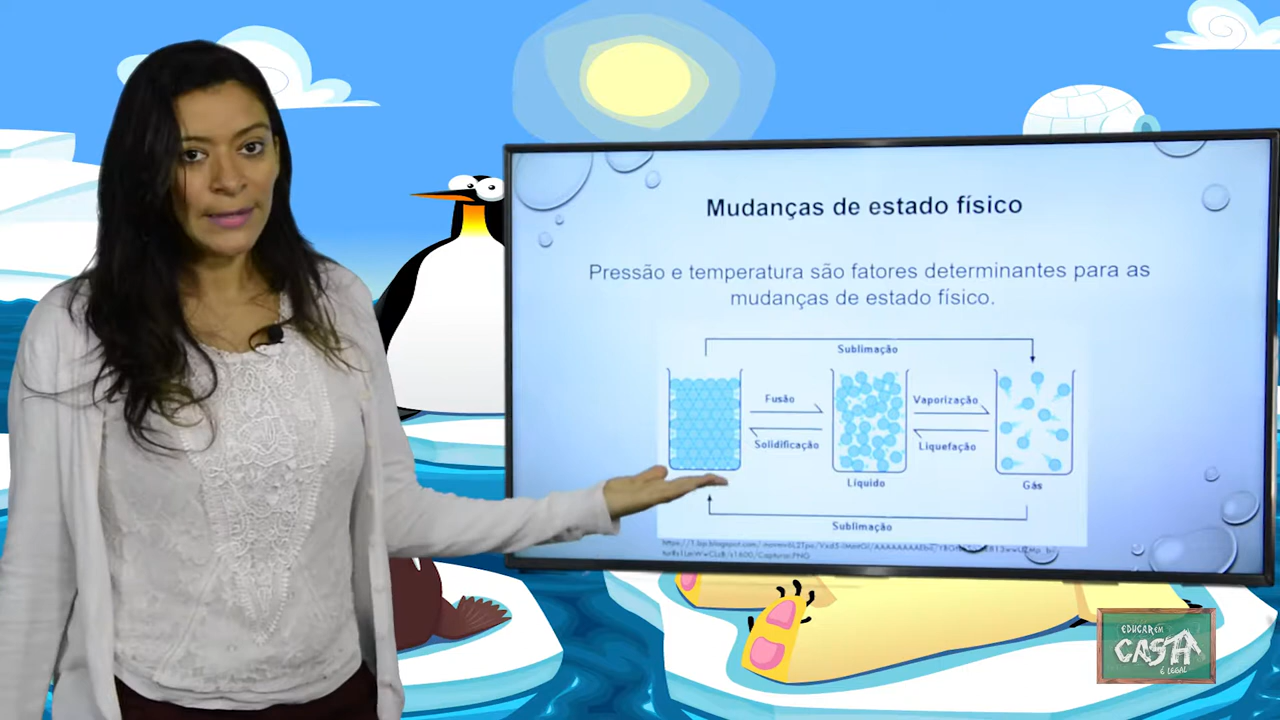 Mudanças de estado físico
Pressão e temperatura são fatores determinantes para as
mudanças de estado físico.
Sublimação
Fusão
Vaporização
Solidificação
Liquefação
Líquido
Gás
Sublimação
EDUCAR EM
CASA
É LEGAL